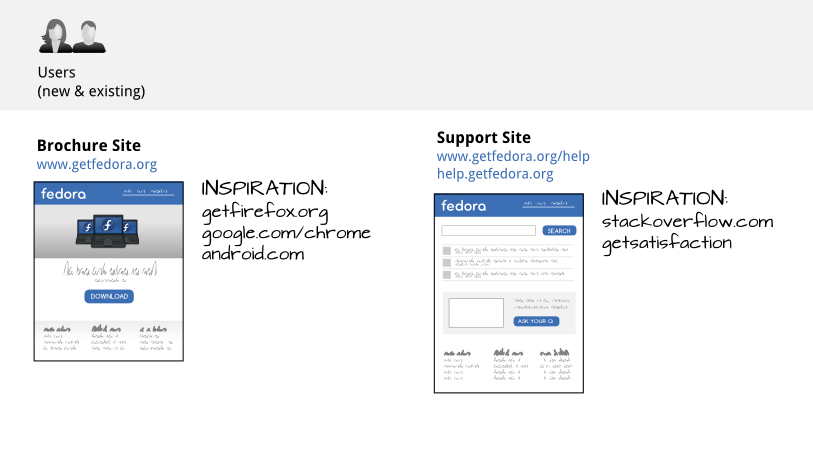 Users
(new & existing)
Brochure Site
www.getfedora.org
fedora
DOWNLOAD
INSPIRATION:
getfirefox.org
google.com/chrome
android.com
Support Site
www.getfedora.org/help
help.getfedora.org
fedora
SEARCH
ASK YOUR Q
INSPIRATION:
stackoverflow.com
getsatisfaction